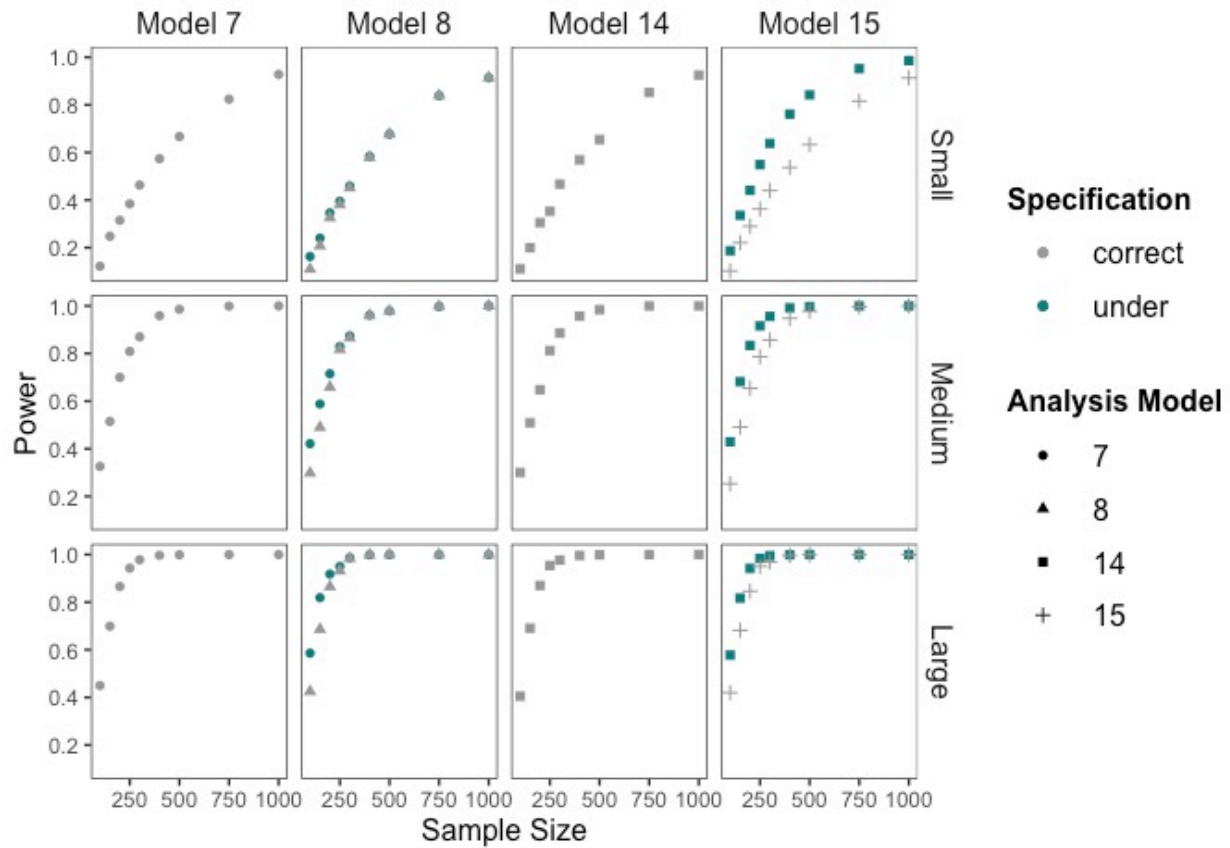 Model 7 Model 8 Model 14 Model 15
1.0
0.8
0.6
0.4
0.2
Small
1.0
0.8
0.6
0.4
0.2
Medium
1.0
0.8
0.6
0.4
0.2
Large
Power
250 500 750 1000 250 500 750 1000 250 500 750 1000 250 500 750 1000
Sample Size
Specification
correct
under
Analysis Model
7
8
14
15